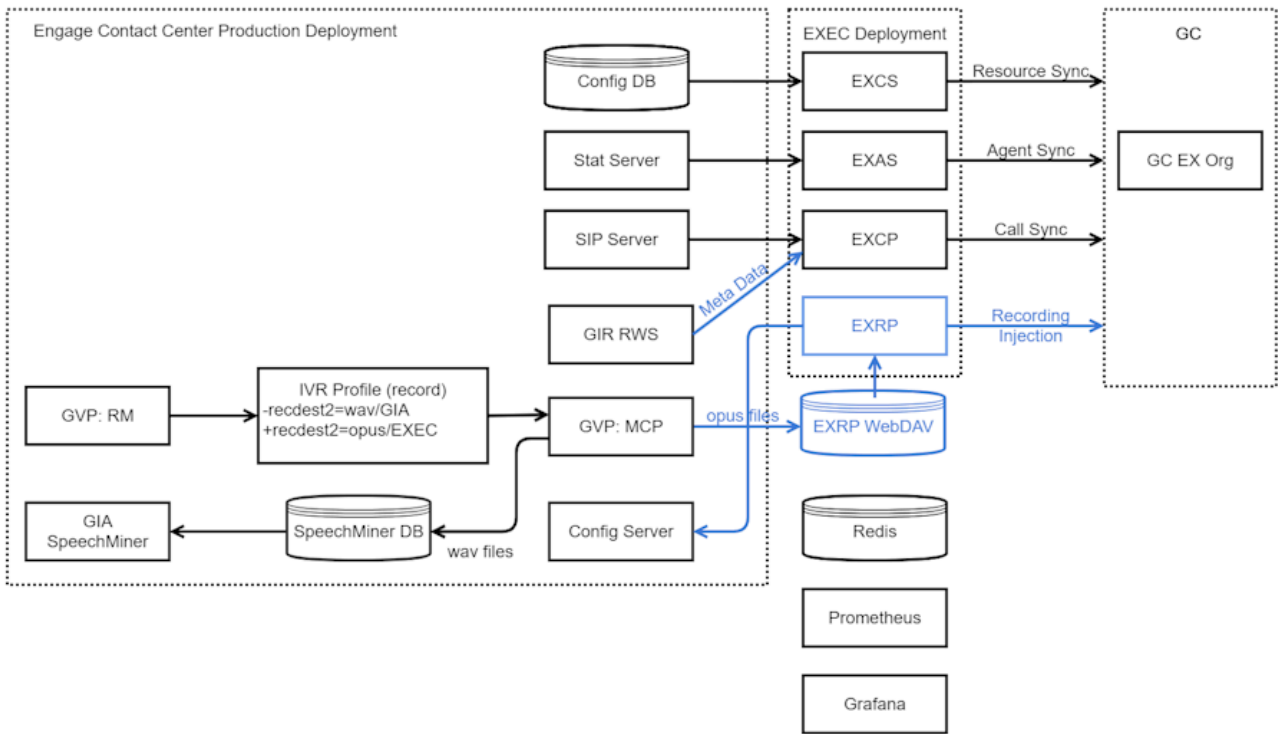 Engage Contact Center Production Deployment
EXEC Deployment
GC
Config DB
EXCS
Resource Sync
Stat Server
EXAS
Agent Sync
GC EX Org
SIP Server
EXCP
Call Sync
Meta Data
GIR RWS
EXRP
Recording
Injection
GVP: RM
IVR Profile (record)
-recdest2=wav/GIA
+recdest2=opus/EXEC
GVP: MCP
opus files
EXRP WebDAV
GIA
SpeechMiner
SpeechMiner DB
wav files
Config Server
Redis
Prometheus
Grafana